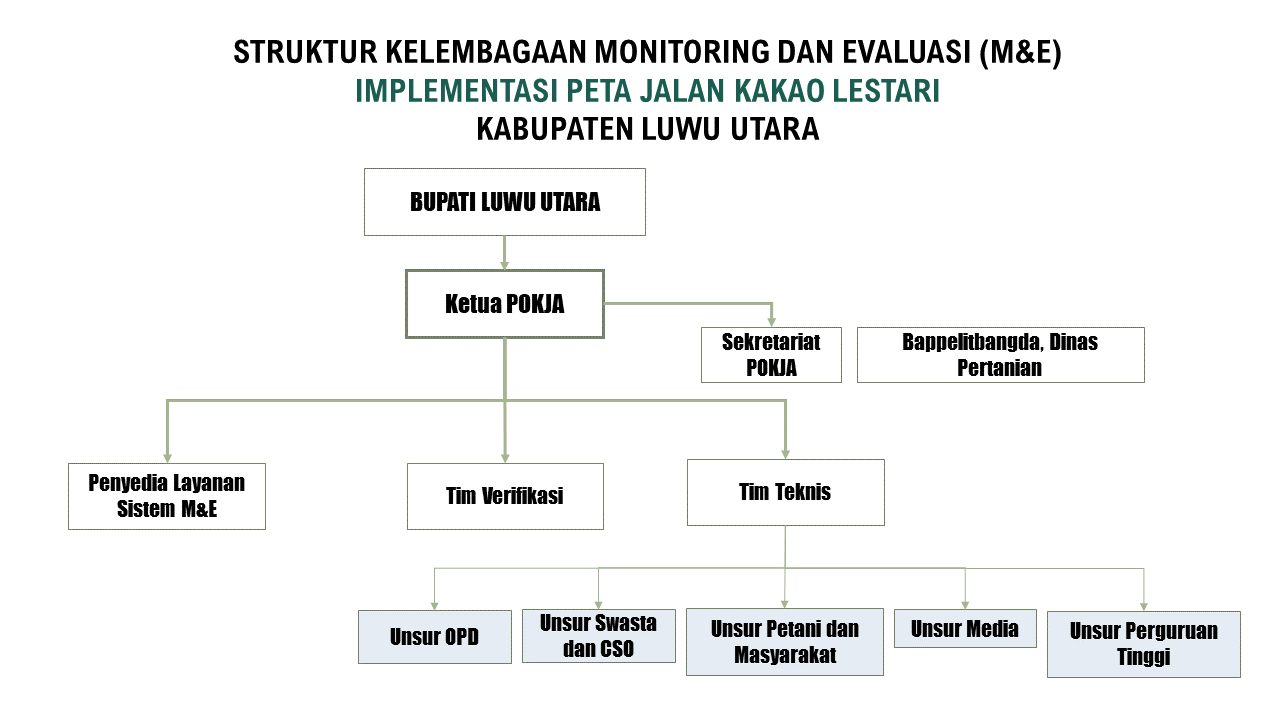 STRUKTUR KELEMBAGAAN MONITORING DAN EVALUASI (M&E)
IMPLEMENTASI PETA JALAN KAKAO LESTARI
KABUPATEN LUWU UTARA
BUPATI LUWU UTARA
Ketua POKJA
Sekretariat
POKJA
Bappelitbangda, Dinas
Pertanian
Penyedia Layanan
Sistem M&E
Tim Verifikasi
Tim Teknis
Unsur OPD
Unsur Swasta
dan CSO
Unsur Petani dan
Masyarakat
Unsur Media
Unsur Perguruan
Tinggi